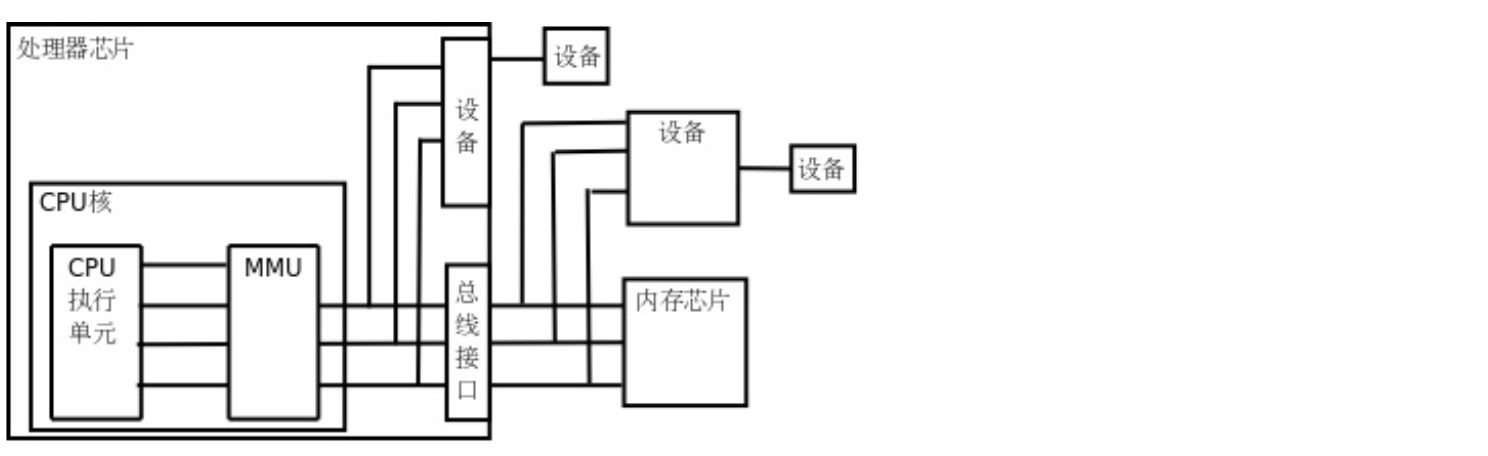 处理器芯片
设备
设
备
设备
设备
CPU核
CPU
执行
单元
MMU
总
线
接
口
内存芯片